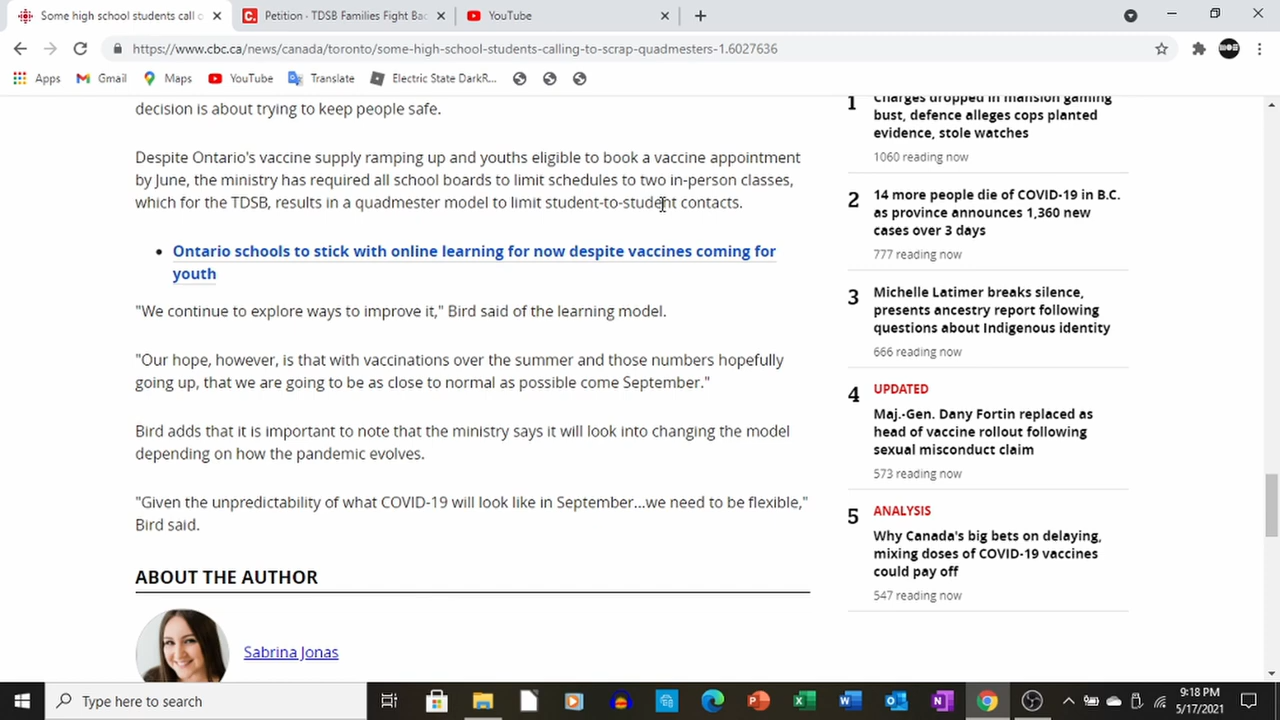 Some high school students call o
Petition - TDSB Families Fight Bac
YouTube
https://www.cbc.ca/news/canada/toronto/some-high-school-students-calling-to-scrap-quadmesters-1.6027636
Apps
Gmail
Maps
YouTube
Translate
Electric State DarkR...
decision is about trying to keep people safe.
Despite Ontario's vaccine supply ramping up and youths eligible to book a vaccine appointment
by June, the ministry has required all school boards to limit schedules to two in-person classes,
which for the TDSB, results in a quadmester model to limit student-to-student contacts.
• Ontario schools to stick with online learning for now despite vaccines coming for
youth
"We continue to explore ways to improve it," Bird said of the learning model.
"Our hope, however, is that with vaccinations over the summer and those numbers hopefully
going up, that we are going to be as close to normal as possible come September."
Bird adds that it is important to note that the ministry says it will look into changing the model
depending on how the pandemic evolves.
"Given the unpredictability of what COVID-19 will look like in September...we need to be flexible,"
Bird said.
ABOUT THE AUTHOR
Sabrina Jonas
1
Charges dropped in mansion gaming
bust, defence alleges cops planted
evidence, stole watches
1060 reading now
2
14 more people die of COVID-19 in B.C.
as province announces 1,360 new
cases over 3 days
777 reading now
3
Michelle Latimer breaks silence,
presents ancestry report following
questions about Indigenous identity
666 reading now
4
UPDATED
Maj.-Gen. Dany Fortin replaced as
head of vaccine rollout following
sexual misconduct claim
573 reading now
5
ANALYSIS
Why Canada's big bets on delaying,
mixing doses of COVID-19 vaccines
could pay off
547 reading now
Type here to search
9:18 PM
5/17/2021